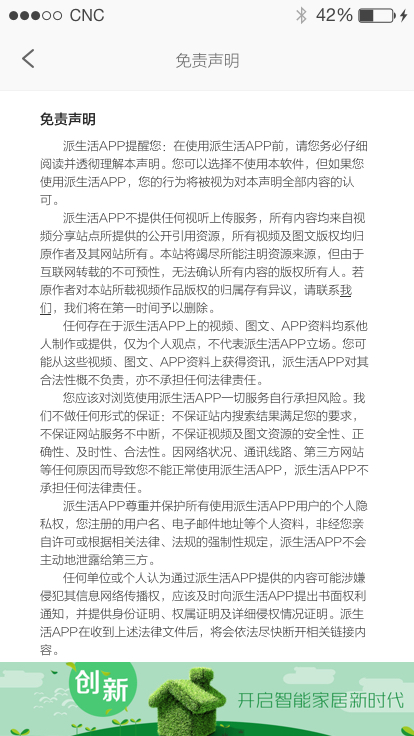 CNC 42%
免责声明
免责声明
派生活APP提醒您：在使用派生活APP前，请您务必仔细
阅读并透彻理解本声明。您可以选择不使用本软件，但如果您
使用派生活APP，您的行为将被视为对本声明全部内容的认
可。
派生活APP不提供任何视听上传服务，所有内容均来自视
频分享站点所提供的公开引用资源，所有视频及图文版权均归
原作者及其网站所有。本站将竭尽所能注明资源来源，但由于
互联网转载的不可预性，无法确认所有内容的版权所有人。若
原作者对本站所载视频作品版权的归属存有异议，请联系我
们，我们将在第一时间予以删除。
任何存在于派生活APP上的视频、图文、APP资料均系他
人制作或提供，仅为个人观点，不代表派生活APP立场。您可
能从这些视频、图文、APP资料上获得资讯，派生活APP对其
合法性概不负责，亦不承担任何法律责任。
您应该对浏览使用派生活APP一切服务自行承担风险。我
们不做任何形式的保证：不保证站内搜索结果满足您的要求，
不保证网站服务不中断，不保证视频及图文资源的安全性、正
确性、及时性、合法性。因网络状况、通讯线路、第三方网站
等任何原因而导致您不能正常使用派生活APP，派生活APP不
承担任何法律责任。
派生活APP尊重并保护所有使用派生活APP用户的个人隐
私权，您注册的用户名、电子邮件地址等个人资料，非经您亲
自许可或根据相关法律、法规的强制性规定，派生活APP不会
主动地泄露给第三方。
任何单位或个人认为通过派生活APP提供的内容可能涉嫌
侵犯其信息网络传播权，应该及时向派生活APP提出书面权利
通知，并提供身份证明、权属证明及详细侵权情况证明。派生
活APP在收到上述法律文件后，将会依法尽快断开相关链接内
容。
创新
开启智能家居新时代